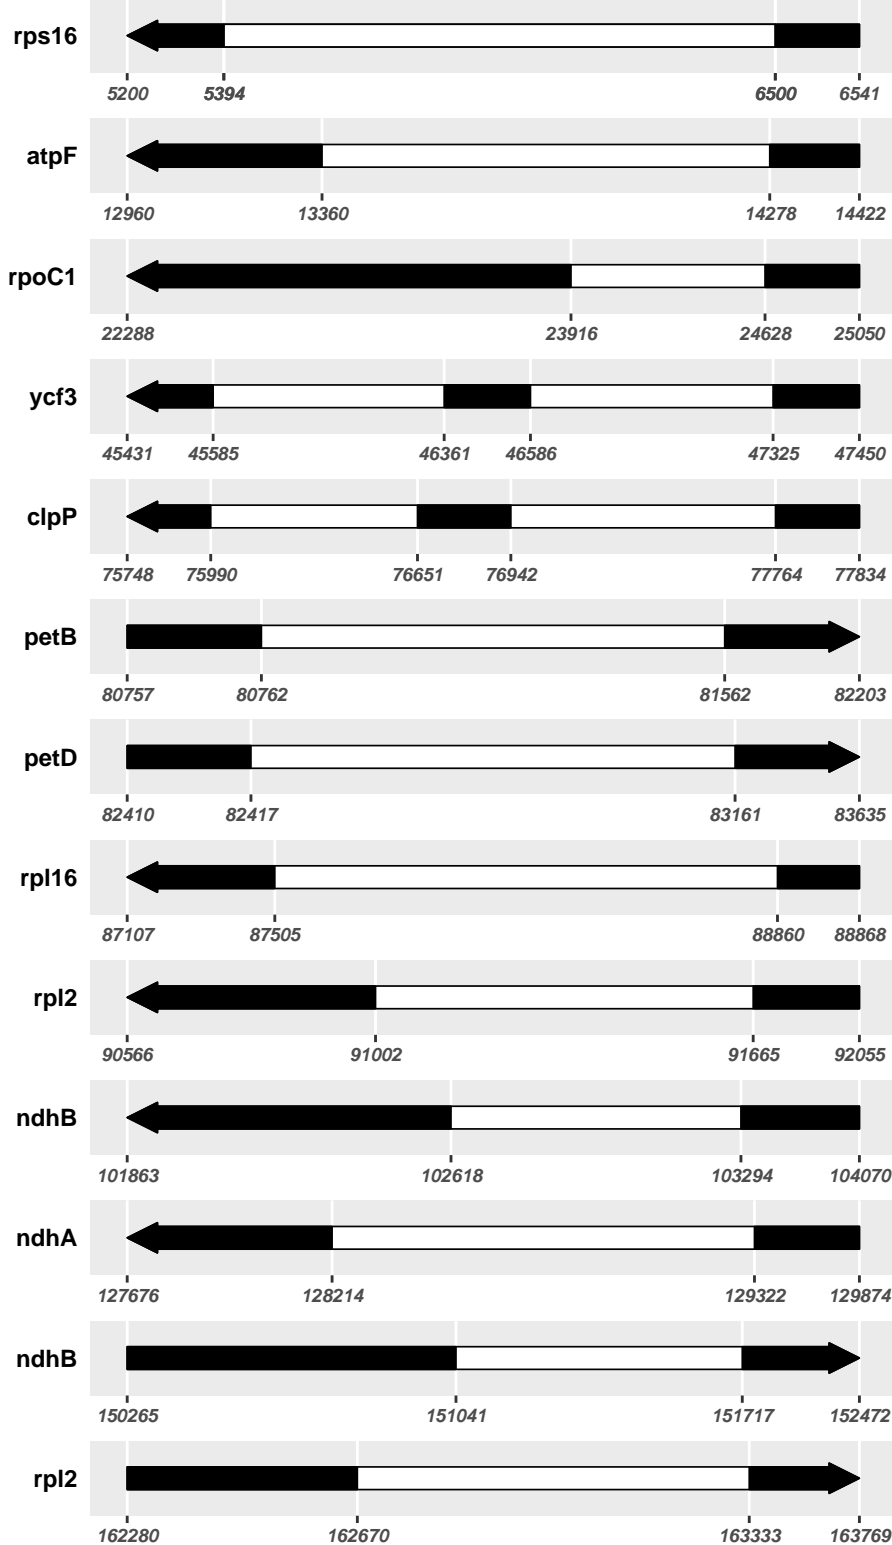 rps16
5200 5394 6500 6541
atpF
12960 13360 14278 14422
rpoC1
22288 23916 24628 25050
ycf3
45431 45585 46361 46586 47325 47450
clpP
75748 75990 76651 76942 77764 77834
petB
80757 80762 81562 82203
petD
82410 82417 83161 83635
rpl16
87107 87505 88860 88868
rpl2
90566 91002 91665 92055
ndhB
101863 102618 103294 104070
ndhA
127676 128214 129322 129874
ndhB
150265 151041 151717 152472
rpl2
162280 162670 163333 163769